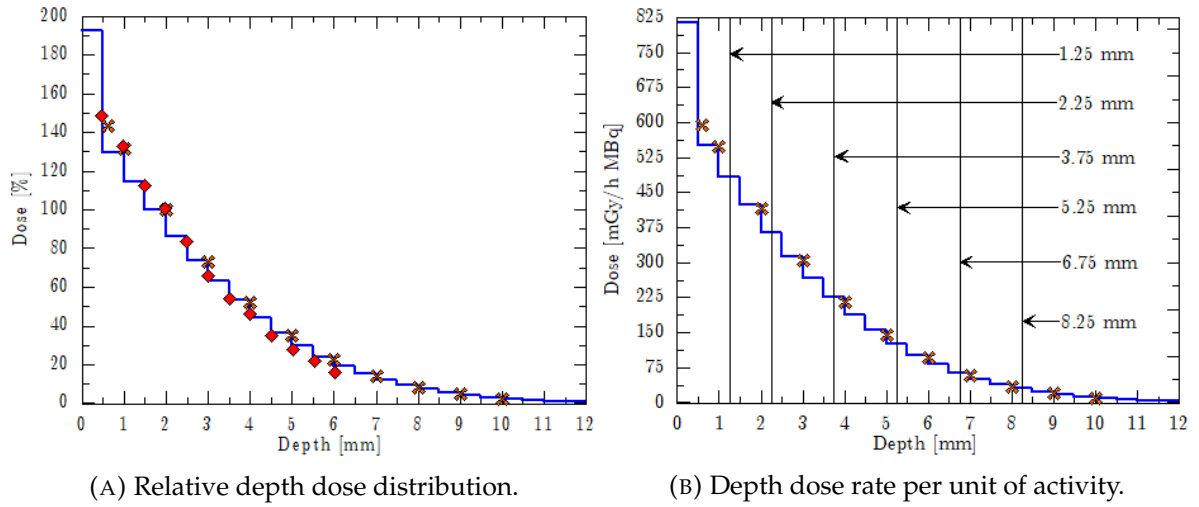 200
180
160
140
120
100
80
60
40
20
0
Dose [%]
0 1 2 3 4 5 6 7 8 9 10 11 12
Depth [mm]
(A) Relative depth dose distribution.
825
750
675
600
525
450
375
300
225
150
75
0
Dose [mGy/h MBq]
1.25 mm
2.25 mm
3.75 mm
5.25 mm
6.75 mm
8.25 mm
0 1 2 3 4 5 6 7 8 9 10 11 12
Depth [mm]
(B) Depth dose rate per unit of activity.